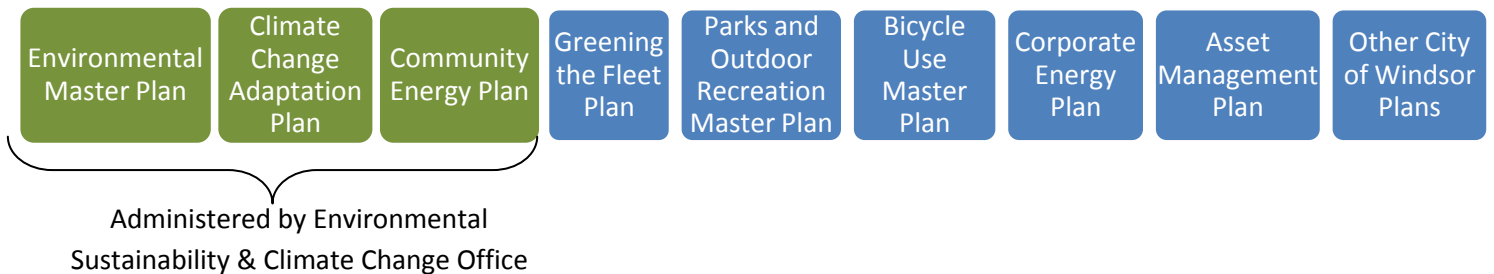 Environmental
Master Plan
Climate
Change
Adaptation
Plan
Community
Energy Plan
Greening
the Fleet
Plan
Parks and
Outdoor
Recreation
Master Plan
Bicycle
Use
Master
Plan
Corporate
Energy
Plan
Asset
Management
Plan
Other City
of Windsor
Plans
Administered by Environmental
Sustainability & Climate Change Office